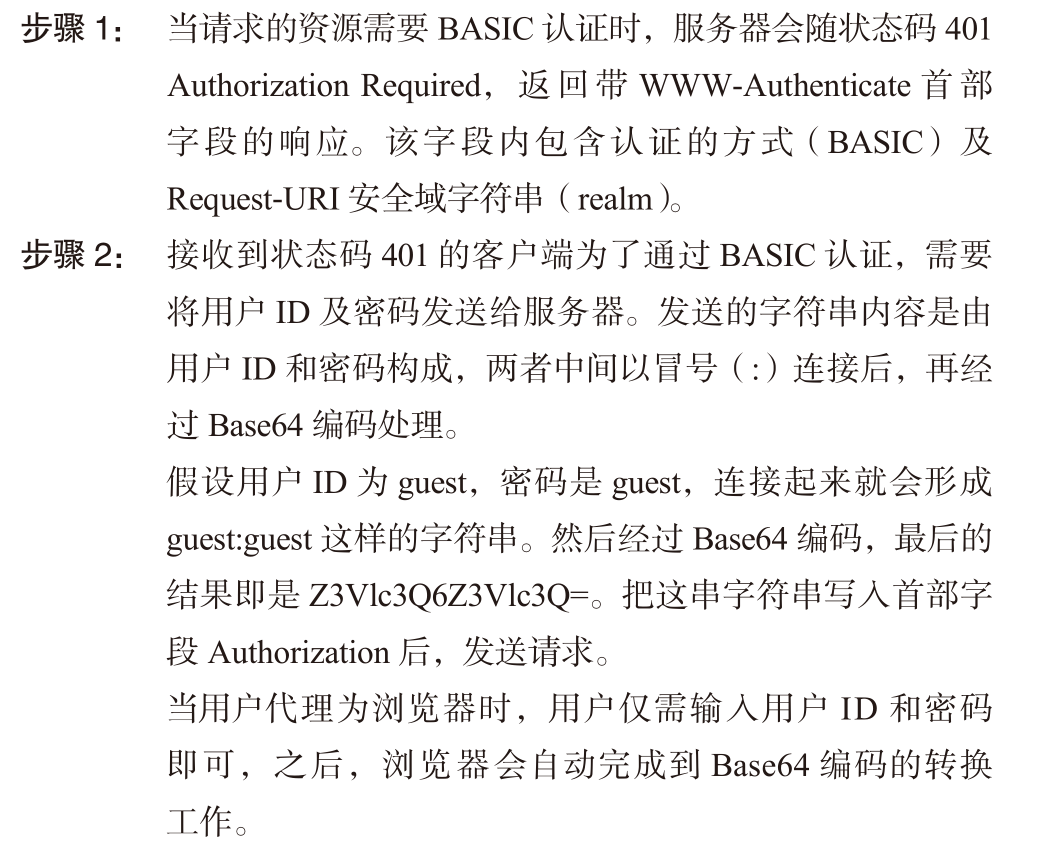 步骤 1： 当请求的资源需要 BASIC 认证时，服务器会随状态码 401
Authorization Required，返回带 WWW-Authenticate 首部
字段的响应。该字段内包含认证的方式（BASIC）及
Request-URI 安全域字符串（realm）。
步骤 2： 接收到状态码 401 的客户端为了通过 BASIC 认证，需要
将用户 ID 及密码发送给服务器。发送的字符串内容是由
用户 ID 和密码构成，两者中间以冒号（:）连接后，再经
过 Base64 编码处理。
假设用户 ID 为 guest，密码是 guest，连接起来就会形成
guest:guest 这样的字符串。然后经过 Base64 编码，最后的
结果即是 Z3Vlc3Q6Z3Vlc3Q=。把这串字符串写入首部字
段 Authorization 后，发送请求。
当用户代理为浏览器时，用户仅需输入用户 ID 和密码
即可，之后，浏览器会自动完成到 Base64 编码的转换
工作。